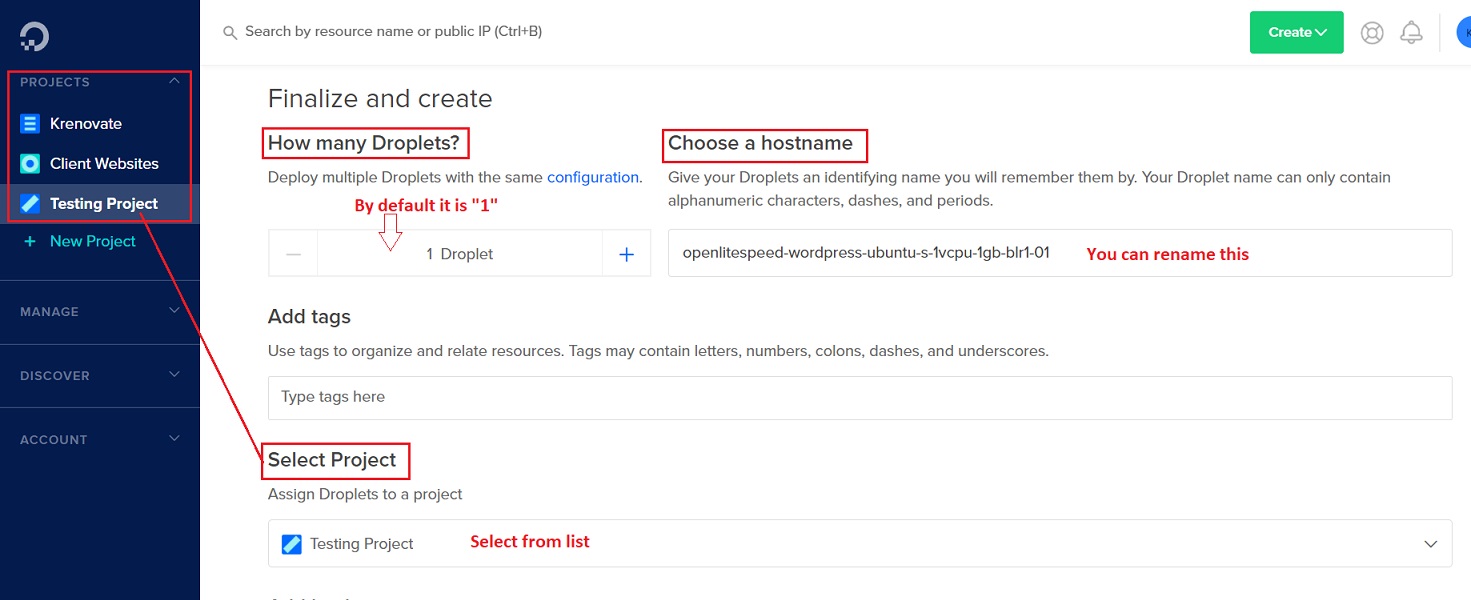 Search by resource name or public IP (Ctrl+B)
Create
K
PROJECTS
Krenovate
Client Websites
Testing Project
+ New Project
MANAGE
DISCOVER
ACCOUNT
Finalize and create
How many Droplets?
Deploy multiple Droplets with the same configuration.
By default it is "1"
1 Droplet
Choose a hostname
Give your Droplets an identifying name you will remember them by. Your Droplet name can only contain
alphanumeric characters, dashes, and periods.
openlitespeed-wordpress-ubuntu-s-1vcpu-1gb-blr1-01
You can rename this
Add tags
Use tags to organize and relate resources. Tags may contain letters, numbers, colons, dashes, and underscores.
Type tags here
Select Project
Assign Droplets to a project
Testing Project
Select from list